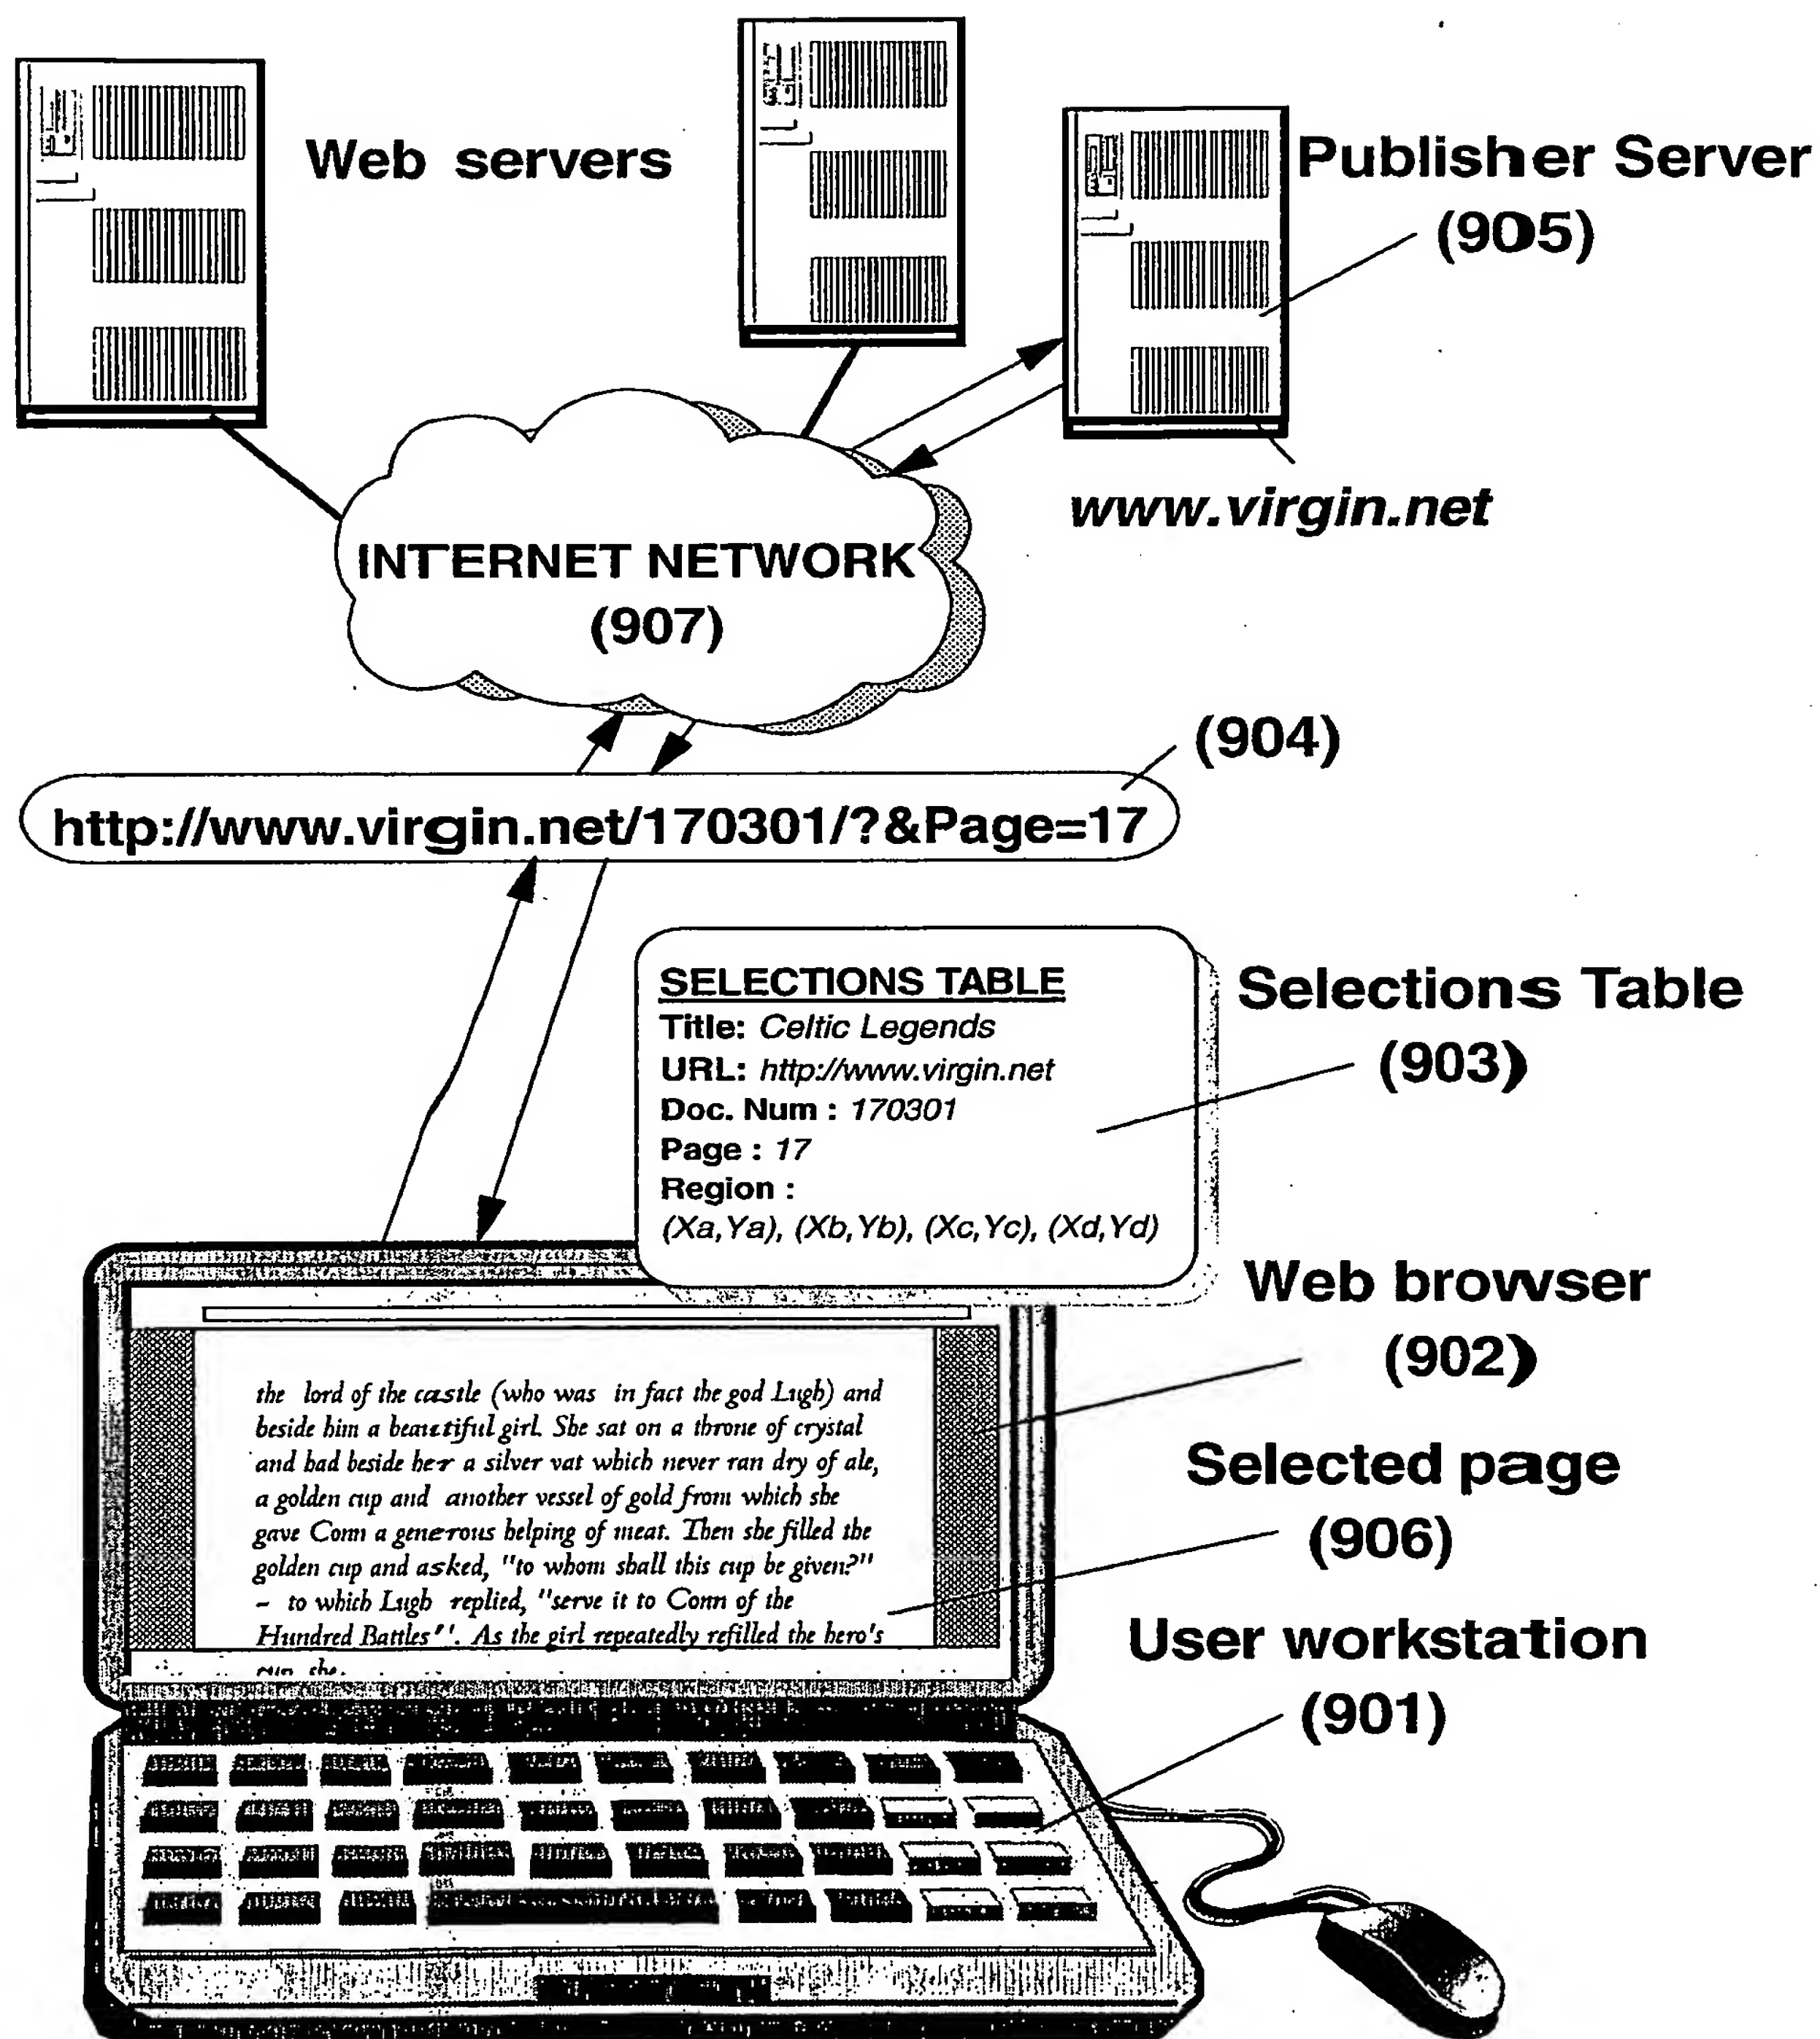 Web servers
Publisher Server
(905)
www.virgin.net
INTERNET NETWORK
(907)
(904)
http://www.virgin.net/170301/?&Page=17
SELECTIONS TABLE
Title: Celtic Legends
URL: http://www.virgin.net
Doc. Num : 170301
Page : 17
Region :
(Xa,Ya), (Xb,Yb), (Xc,Yc), (Xd,Yd)
Selections Table
(903)
Web browser
(902)
Selected page
(906)
User workstation
(901)
the lord of the castle (who was in fact the god Lugh) and
beside him a beautiful girl. She sat on a throne of crystal
and had beside her a silver vat which never ran dry of ale,
a golden cup and another vessel of gold from which she
gave Conn a generous helping of meat. Then she filled the
golden cup and asked, "to whom shall this cup be given?"
– to which Lugh replied, "serve it to Conn of the
Hundred Battles"'. As the girl repeatedly refilled the hero's
cup, she